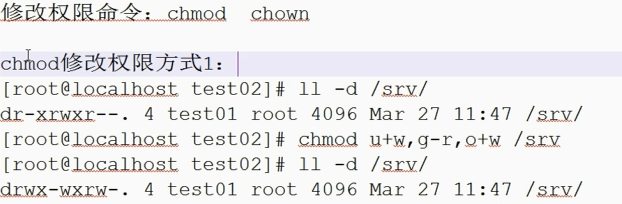 修改权限命令：chmod  chown
chmod修改权限方式1：
[root@localhost test02]# ll -d /srv/
dr-xrwxr--. 4 test01 root 4096 Mar 27 11:47 /srv/
[root@localhost test02]# chmod u+w,g-r,o+w /srv
[root@localhost test02]# ll -d /srv/
drwx-wxrw-. 4 test01 root 4096 Mar 27 11:47 /srv/